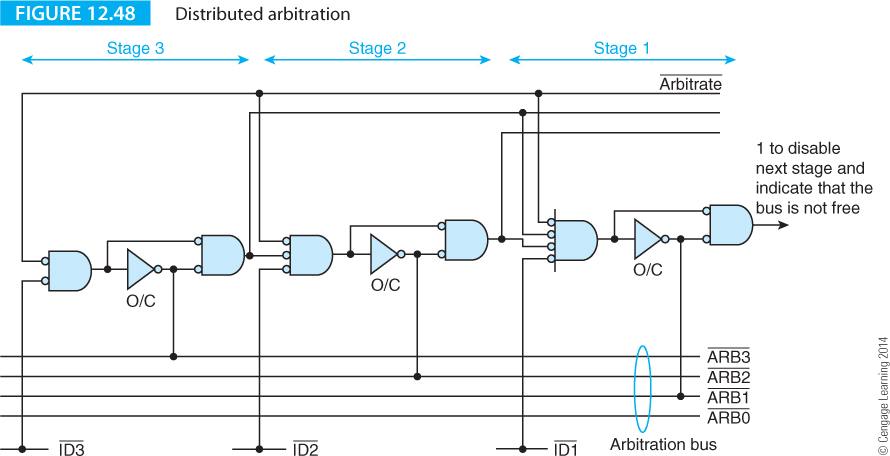 FIGURE 12.48 Distributed arbitration
Stage 3 Stage 2 Stage 1
Arbitrate
1 to disable
next stage and
indicate that the
bus is not free
O/C
O/C
O/C
ARB3
ARB2
ARB1
ARB0
Arbitration bus
ID3 ID2 ID1
© Cengage Learning 2014